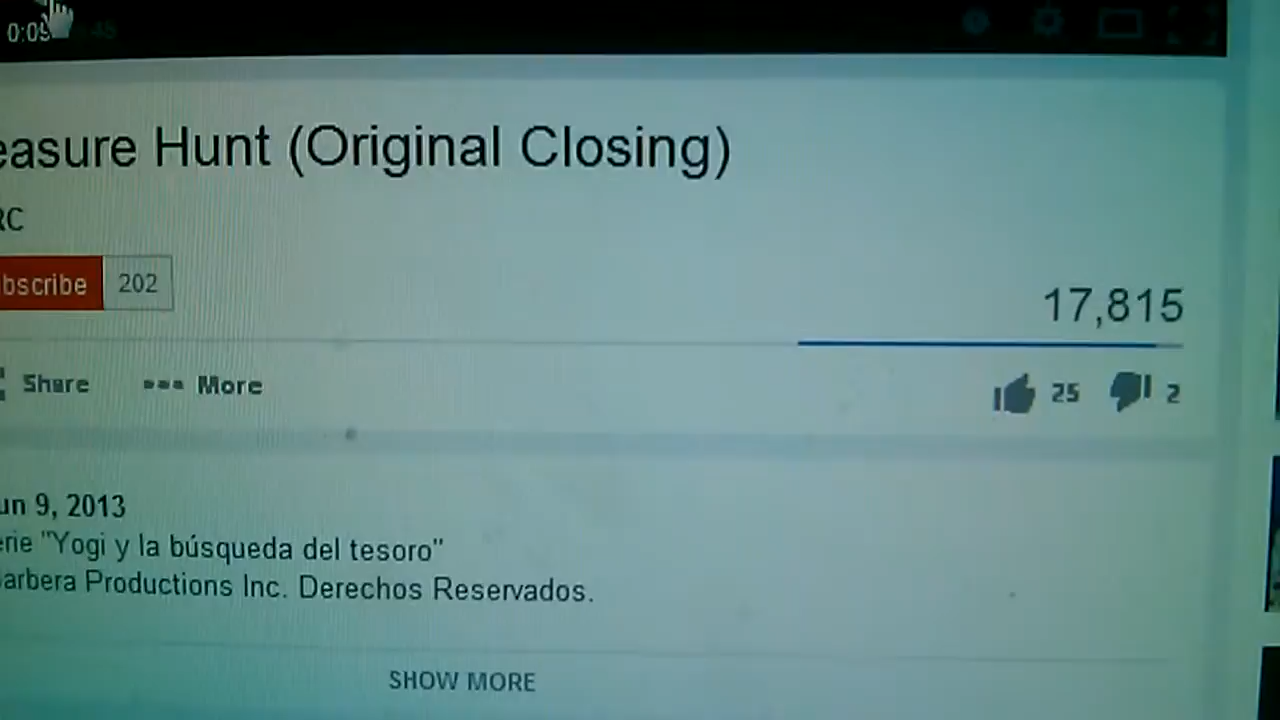 0:09
easure Hunt (Original Closing)
RC
bscribe 202
17,815
Share ••• More
25 2
un 9, 2013
erie "Yogi y la búsqueda del tesoro"
arbera Productions Inc. Derechos Reservados.
SHOW MORE